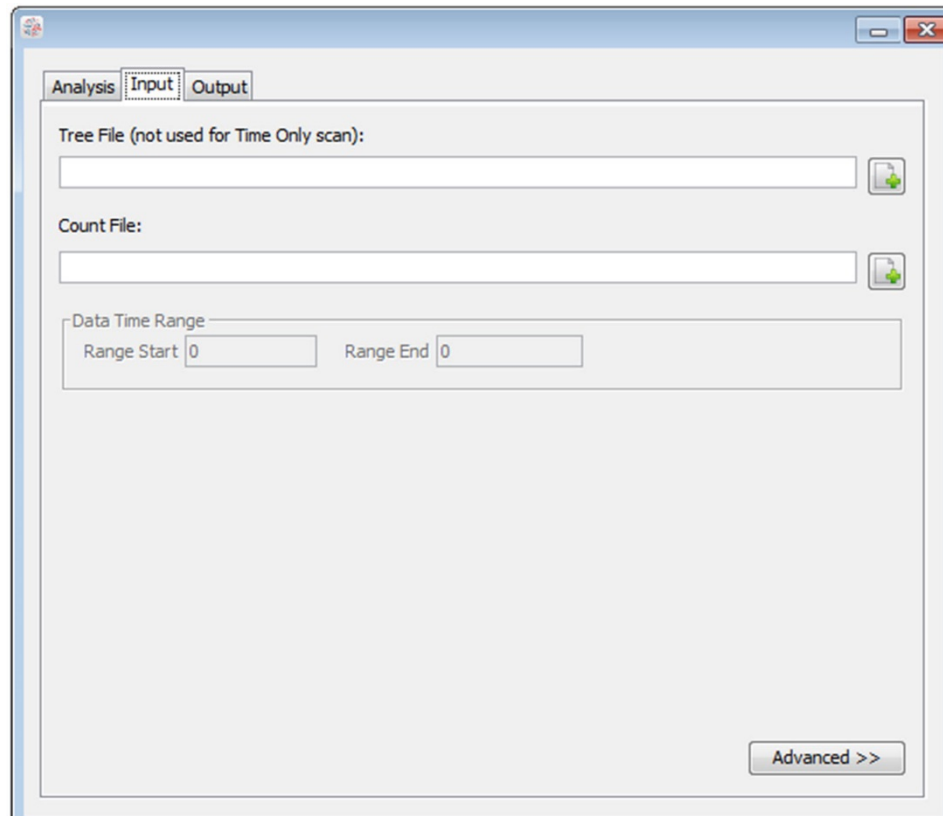 Analysis Input Output
Tree File (not used for Time Only scan):
Count File:
Data Time Range
Range Start 0 Range End 0
Advanced >>